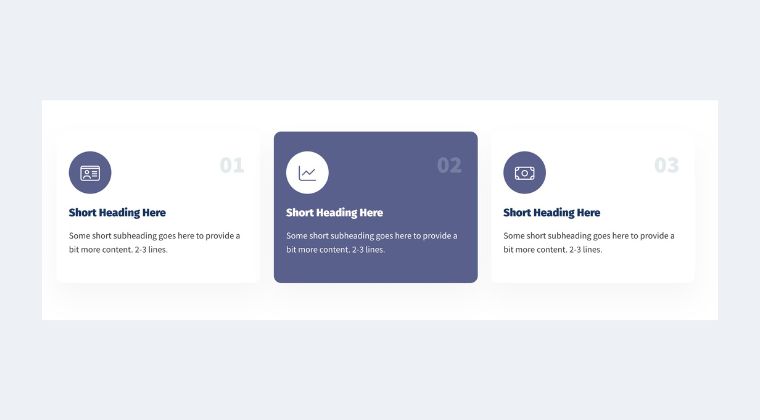 01
Short Heading Here
Some short subheading goes here to provide a
bit more content. 2-3 lines.
02
Short Heading Here
Some short subheading goes here to provide a
bit more content. 2-3 lines.
03
Short Heading Here
Some short subheading goes here to provide a
bit more content. 2-3 lines.